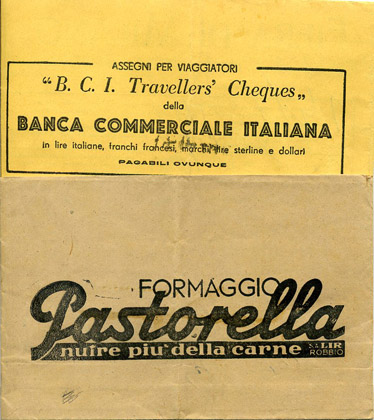 ASSEGNI PER VIAGGIATORI
"B. C. I. Travellers' Cheques„
della
BANCA COMMERCIALE ITALIANA
in lire italiane, franchi francesi, marchi, lire sterline e dollari
PAGABILI OVUNQUE
FORMAGGIO
Pastorella
nutre più della carne S.A. LIR
ROBBIO